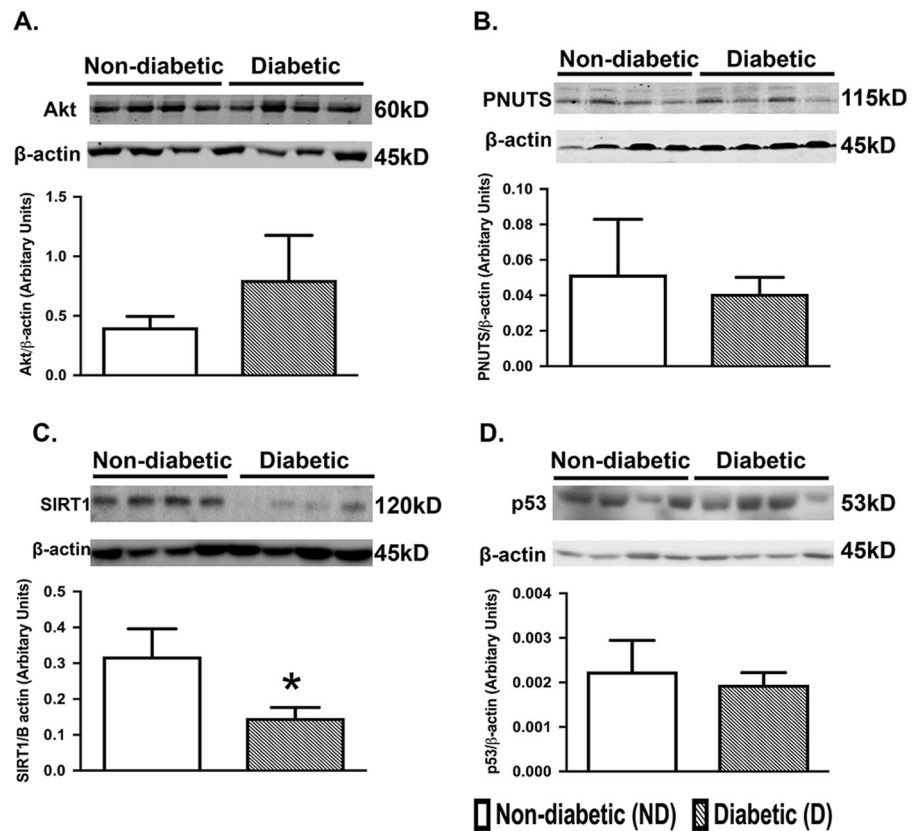 A.
Non-diabetic Diabetic
Akt 60kD
β-actin 45kD
Akt/β-actin (Arbitary Units)
1.5
1.0
0.5
0.0
B.
Non-diabetic Diabetic
PNUTS 115kD
β-actin 45kD
PNUTS/β-actin (Arbitary Units)
0.10
0.08
0.06
0.04
0.02
0.00
C.
Non-diabetic Diabetic
SIRT1 120kD
β-actin 45kD
SIRT1/B actin (Arbitary Units)
0.5
0.4
0.3
0.2
0.1
0.0
*
D.
Non-diabetic Diabetic
p53 53kD
β-actin 45kD
p53/β-actin (Arbitary Units)
0.004
0.003
0.002
0.001
0.000
Non-diabetic (ND) Diabetic (D)